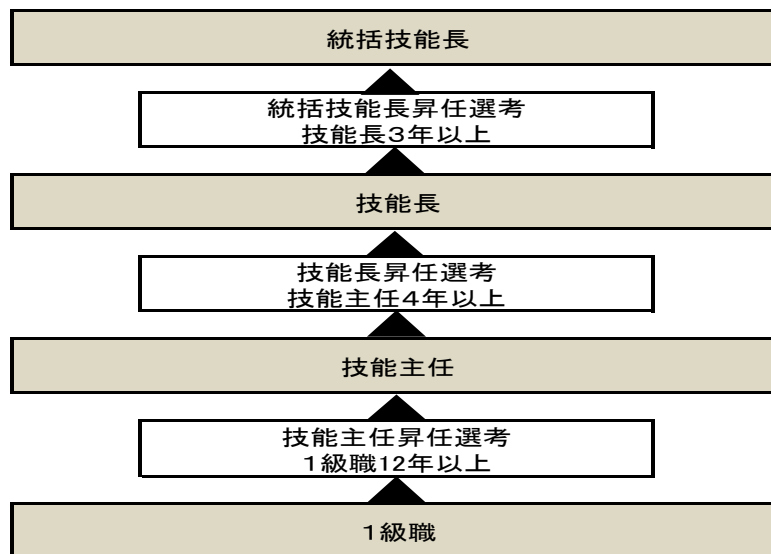 統括技能長
統括技能長昇任選考
技能長3年以上
技能長
技能長昇任選考
技能主任4年以上
技能主任
技能主任昇任選考
1級職12年以上
1級職